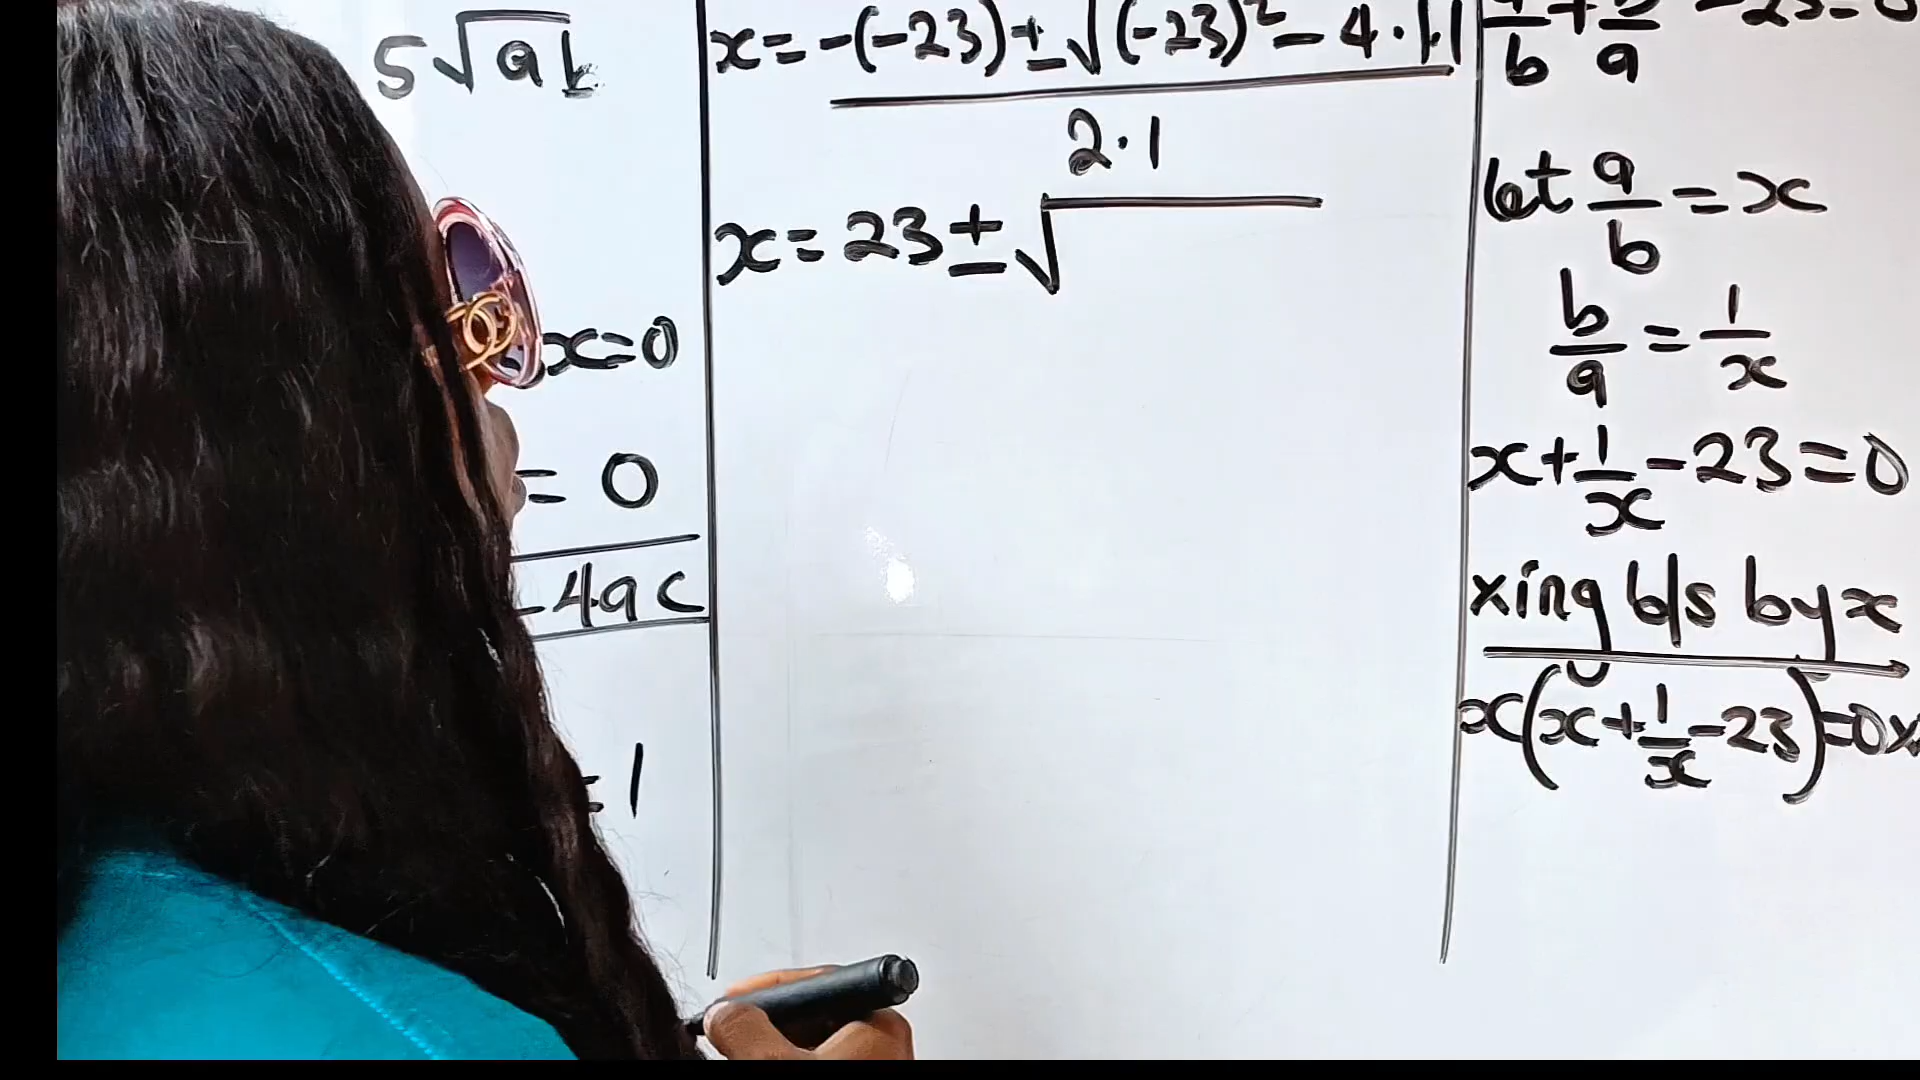 5√ab
x=0
= 0
-4ac
= 1
x = -(-23) ± √(-23)² - 4·1·1
2·1
x = 23 ± √
a/b + b/a - 23 = 0
let a/b = x
b/a = 1/x
x + 1/x - 23 = 0
xing b/s by x
x(x + 1/x - 23) = 0x